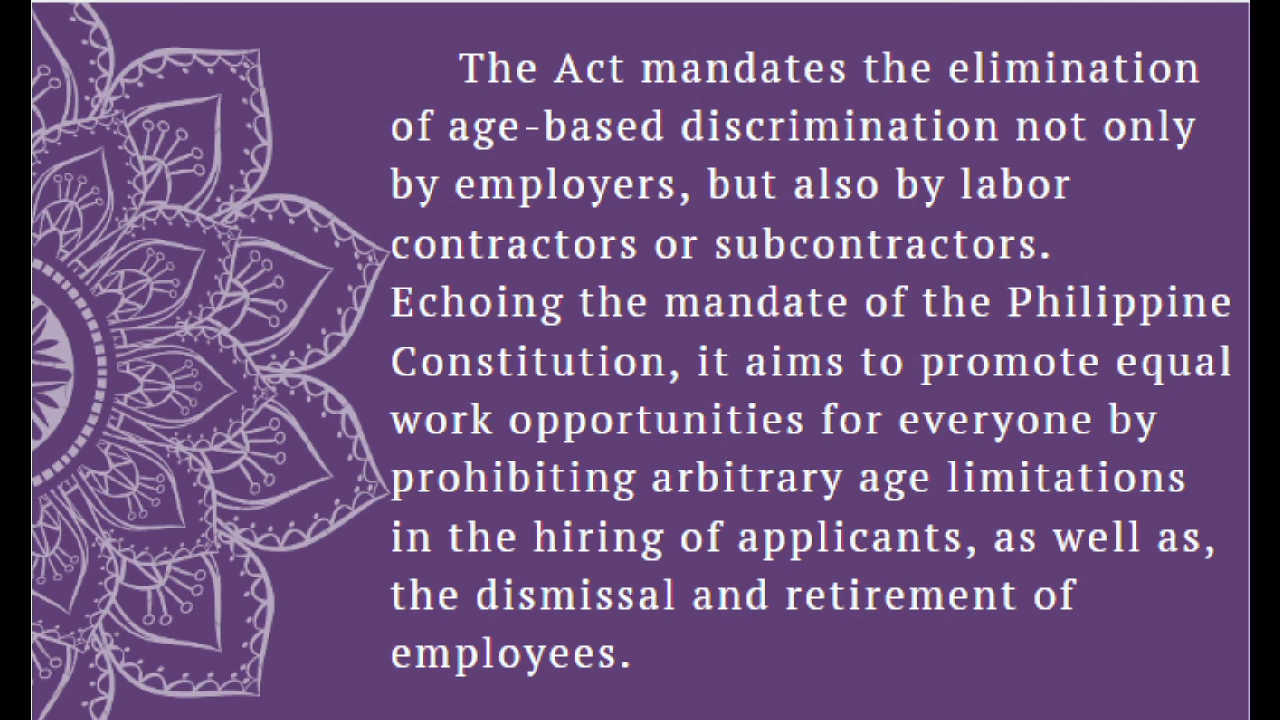 The Act mandates the elimination
of age-based discrimination not only
by employers, but also by labor
contractors or subcontractors.
Echoing the mandate of the Philippine
Constitution, it aims to promote equal
work opportunities for everyone by
prohibiting arbitrary age limitations
in the hiring of applicants, as well as,
the dismissal and retirement of
employees.